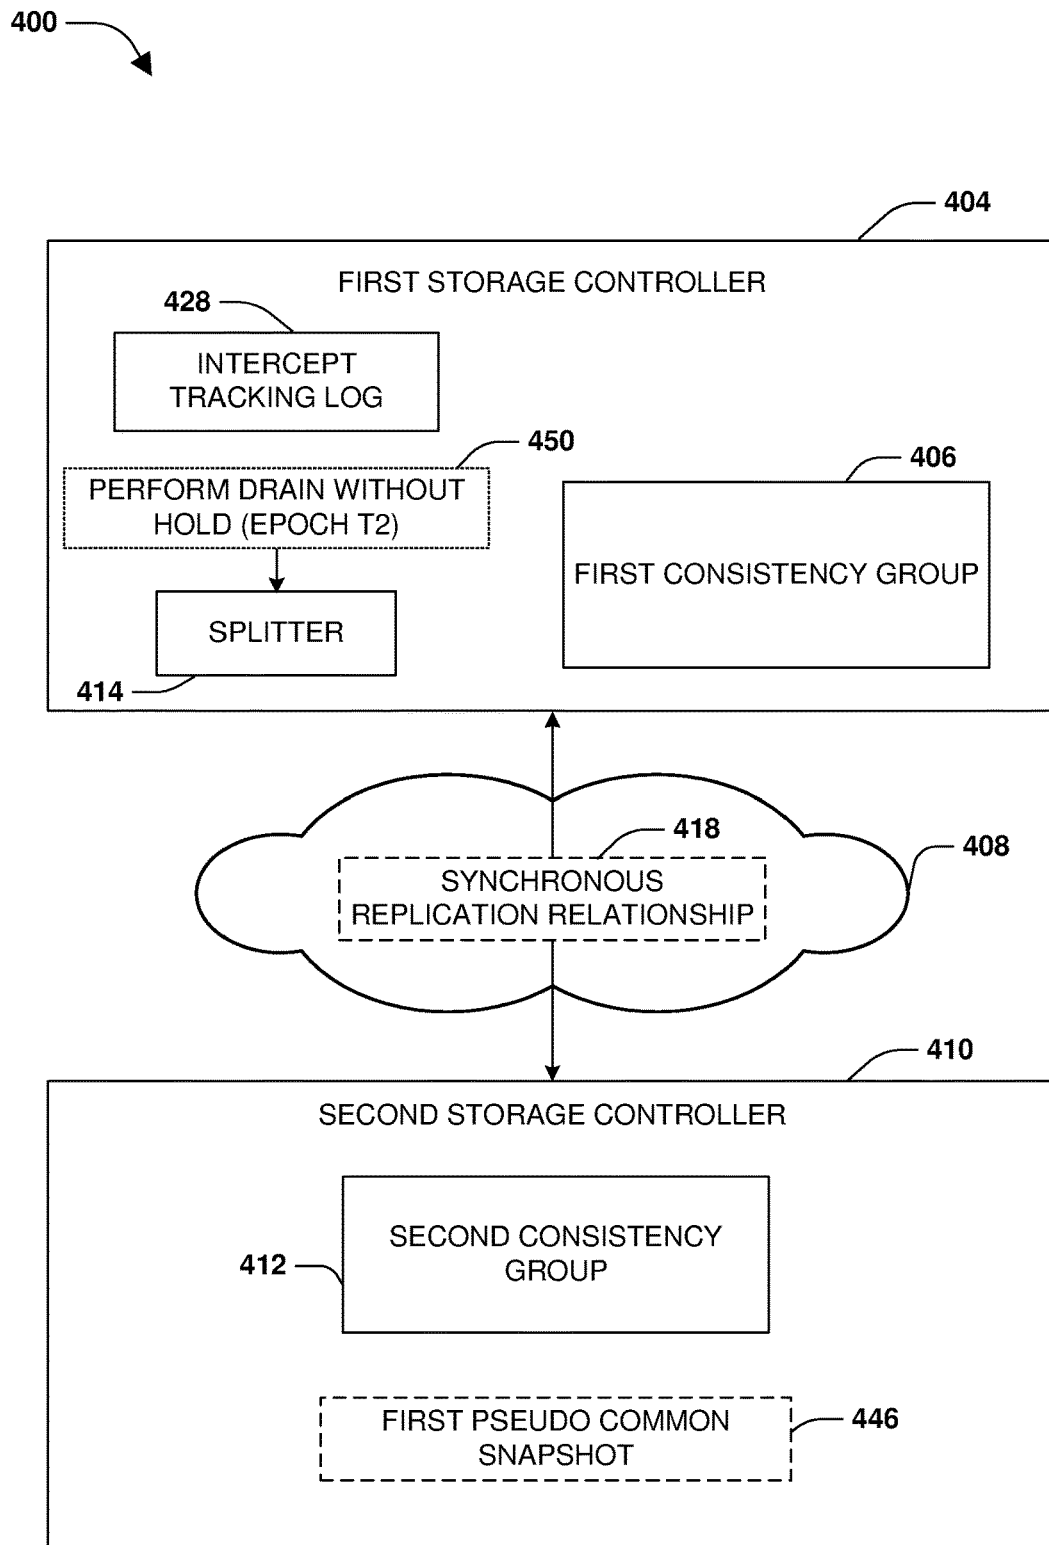 400
404
FIRST STORAGE CONTROLLER
428
INTERCEPT
TRACKING LOG
450
PERFORM DRAIN WITHOUT
HOLD (EPOCH T2)
406
FIRST CONSISTENCY GROUP
SPLITTER
414
418
SYNCHRONOUS
REPLICATION RELATIONSHIP
408
410
SECOND STORAGE CONTROLLER
SECOND CONSISTENCY
GROUP
412
FIRST PSEUDO COMMON
SNAPSHOT
446